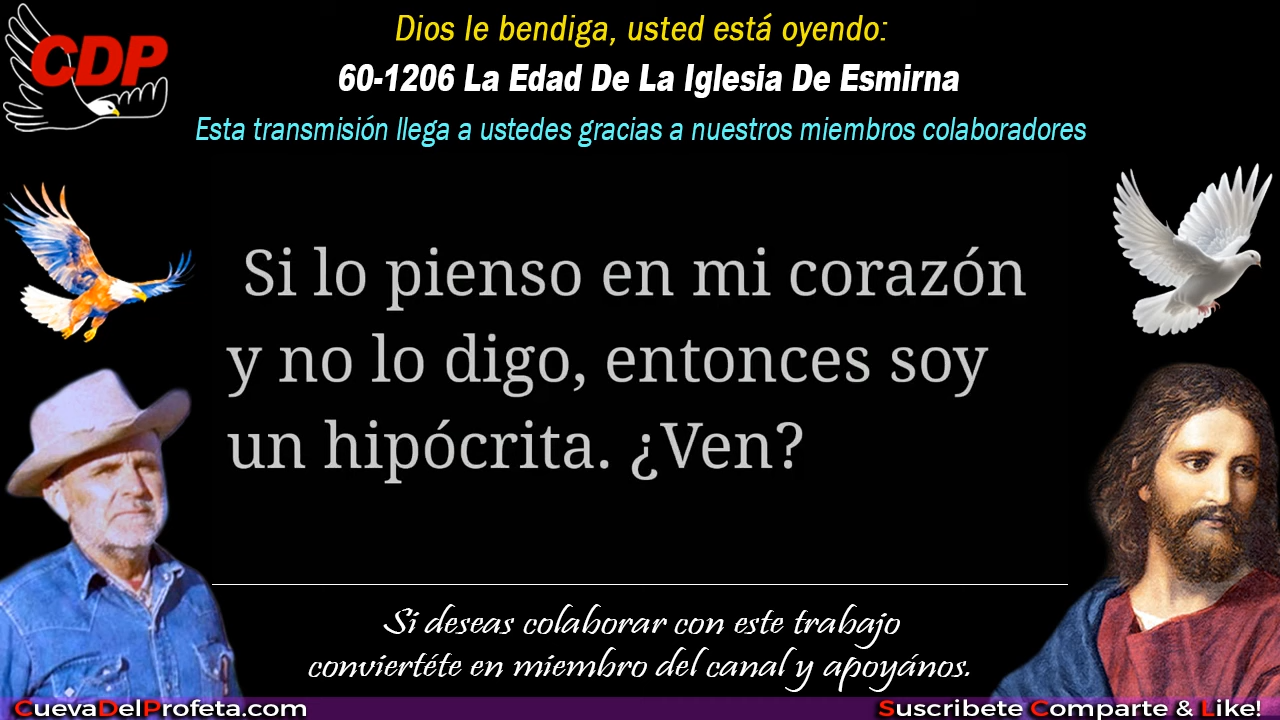 CDP
Dios le bendiga, usted está oyendo:
60-1206 La Edad De La Iglesia De Esmirna
Esta transmisión llega a ustedes gracias a nuestros miembros colaboradores
Si lo pienso en mi corazón
y no lo digo, entonces soy
un hipócrita. ¿Ven?
Si deseas colaborar con este trabajo
conviertéte en miembro del canal y apoyános.
CuevaDelProfeta.com
Suscribete Comparte & Like!